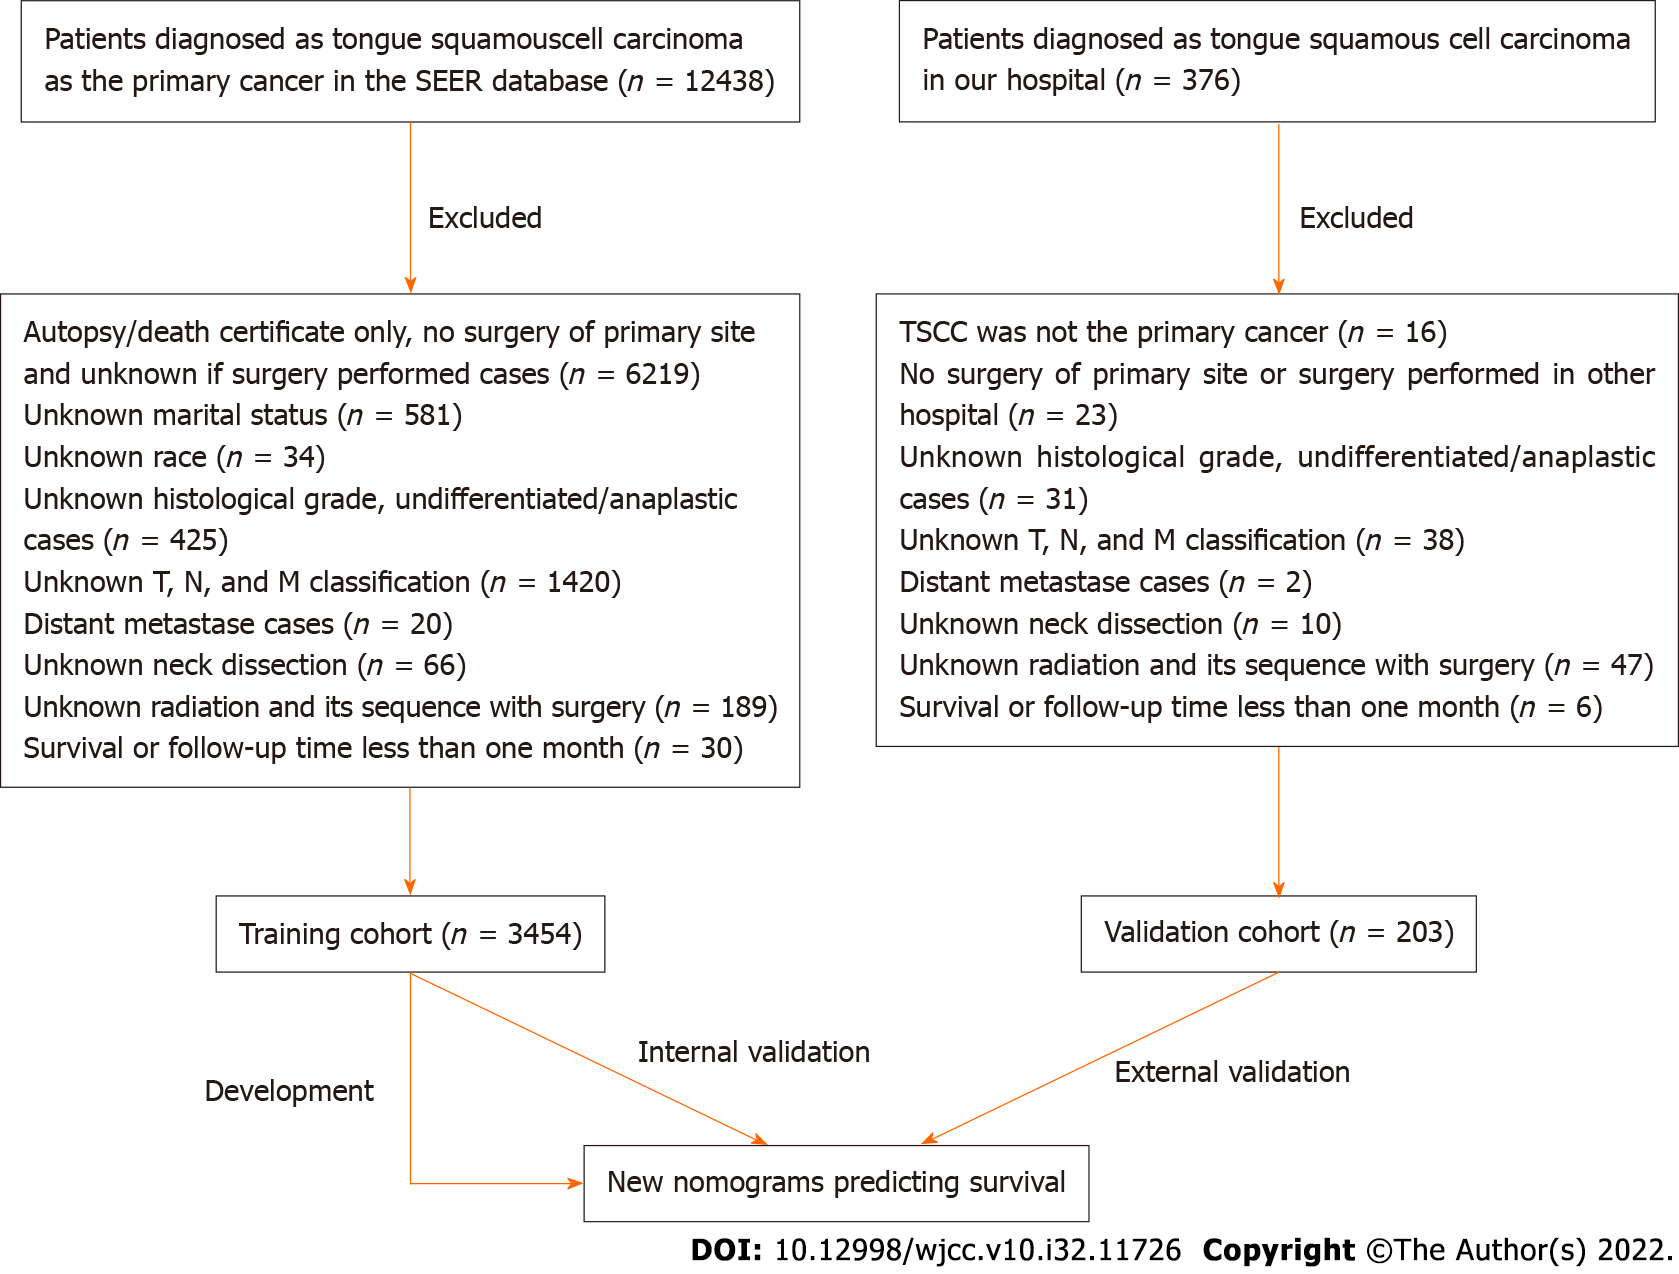 Patients diagnosed as tongue squamouscell carcinoma
as the primary cancer in the SEER database (n = 12438)
Excluded
Autopsy/death certificate only, no surgery of primary site
and unknown if surgery performed cases (n = 6219)
Unknown marital status (n = 581)
Unknown race (n = 34)
Unknown histological grade, undifferentiated/anaplastic
cases (n = 425)
Unknown T, N, and M classification (n = 1420)
Distant metastase cases (n = 20)
Unknown neck dissection (n = 66)
Unknown radiation and its sequence with surgery (n = 189)
Survival or follow-up time less than one month (n = 30)
Training cohort (n = 3454)
Patients diagnosed as tongue squamous cell carcinoma
in our hospital (n = 376)
Excluded
TSCC was not the primary cancer (n = 16)
No surgery of primary site or surgery performed in other
hospital (n = 23)
Unknown histological grade, undifferentiated/anaplastic
cases (n = 31)
Unknown T, N, and M classification (n = 38)
Distant metastase cases (n = 2)
Unknown neck dissection (n = 10)
Unknown radiation and its sequence with surgery (n = 47)
Survival or follow-up time less than one month (n = 6)
Validation cohort (n = 203)
Development
Internal validation
External validation
New nomograms predicting survival
DOI: 10.12998/wjcc.v10.i32.11726 Copyright ©The Author(s) 2022.